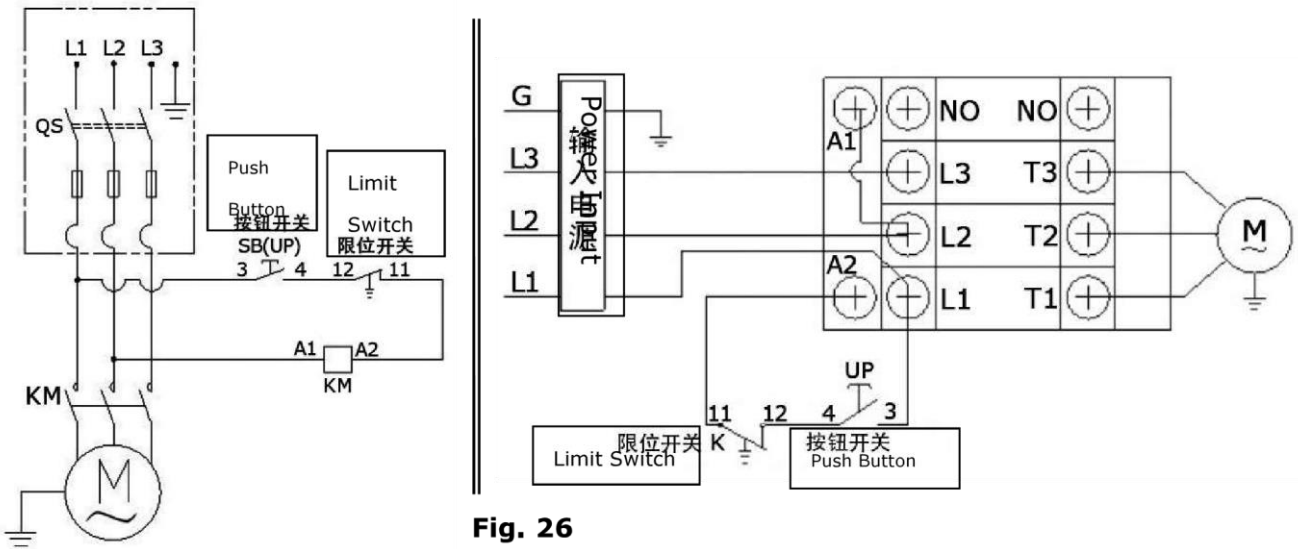 L1 L2 L3
QS
Push
Button
按钮开关
SB(UP)
3 4
Limit
Switch
限位开关
12 11
A1 A2
KM
KM
M
~
G
L3
L2
L1
Power Input
输入电源
A1
A2
NO NO
L3 T3
L2 T2
L1 T1
M
~
UP
11 12 4 3
限位开关 K
Limit Switch
按钮开关
Push Button
Fig. 26